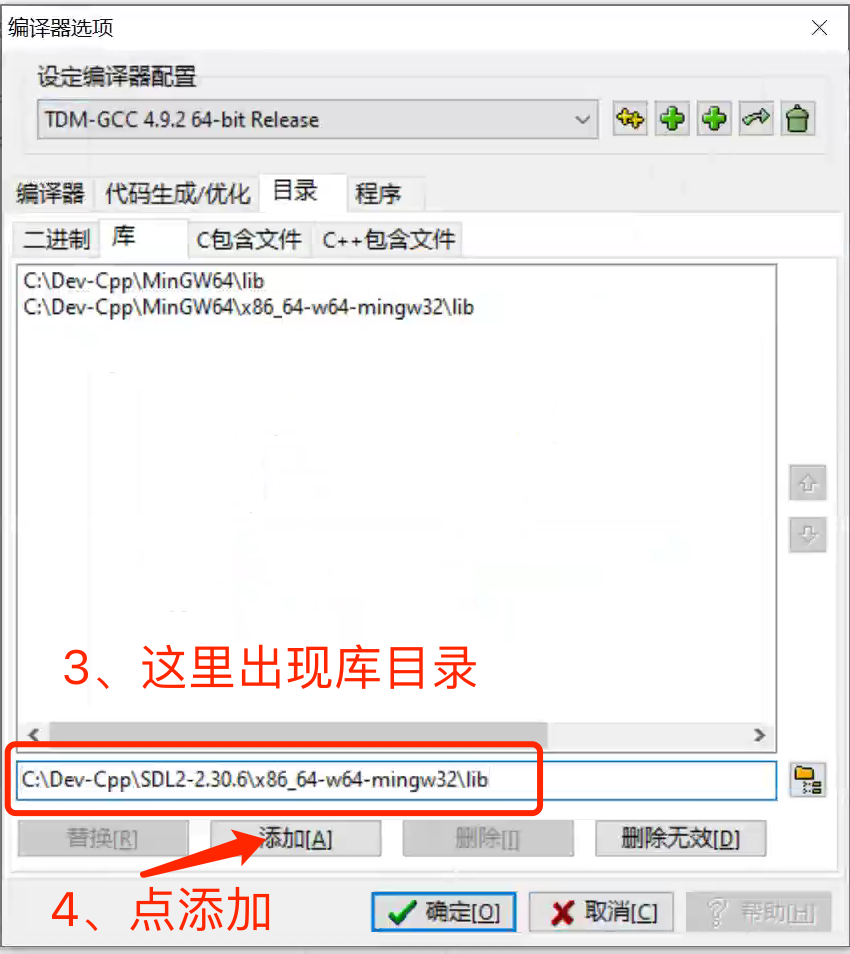 编译器选项
设定编译器配置
TDM-GCC 4.9.2 64-bit Release
编译器 代码生成/优化 目录 程序
二进制 库 C包含文件 C++包含文件
C:\Dev-Cpp\MinGW64\lib
C:\Dev-Cpp\MinGW64\x86_64-w64-mingw32\lib
3、这里出现库目录
C:\Dev-Cpp\SDL2-2.30.6\x86_64-w64-mingw32\lib
替换[R] 添加[A] 删除[I] 删除无效[D]
4、点添加
确定[O] 取消[C] 帮助[H]